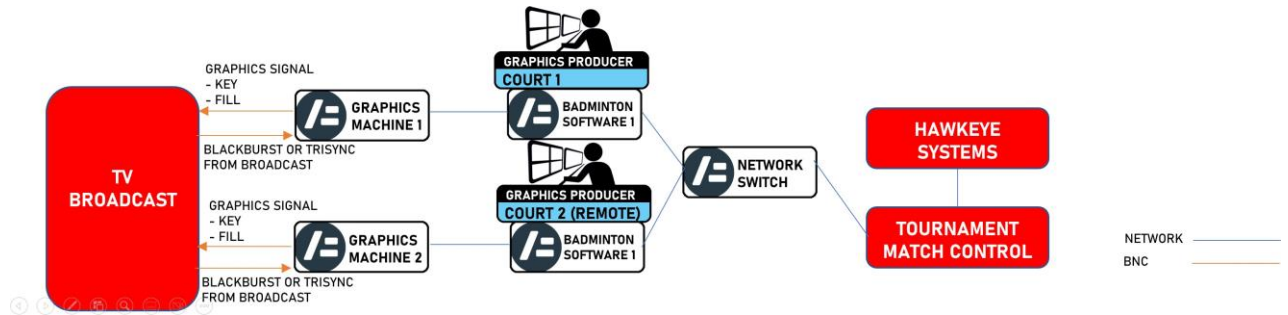 TV
BROADCAST
GRAPHICS SIGNAL
- KEY
- FILL
BLACKBURST OR TRISYNC
FROM BROADCAST
GRAPHICS SIGNAL
- KEY
- FILL
BLACKBURST OR TRISYNC
FROM BROADCAST
GRAPHICS
MACHINE 1
GRAPHICS
MACHINE 2
GRAPHICS PRODUCER
COURT 1
BADMINTON
SOFTWARE 1
GRAPHICS PRODUCER
COURT 2 (REMOTE)
BADMINTON
SOFTWARE 1
NETWORK
SWITCH
HAWKEYE
SYSTEMS
TOURNAMENT
MATCH CONTROL
NETWORK
BNC